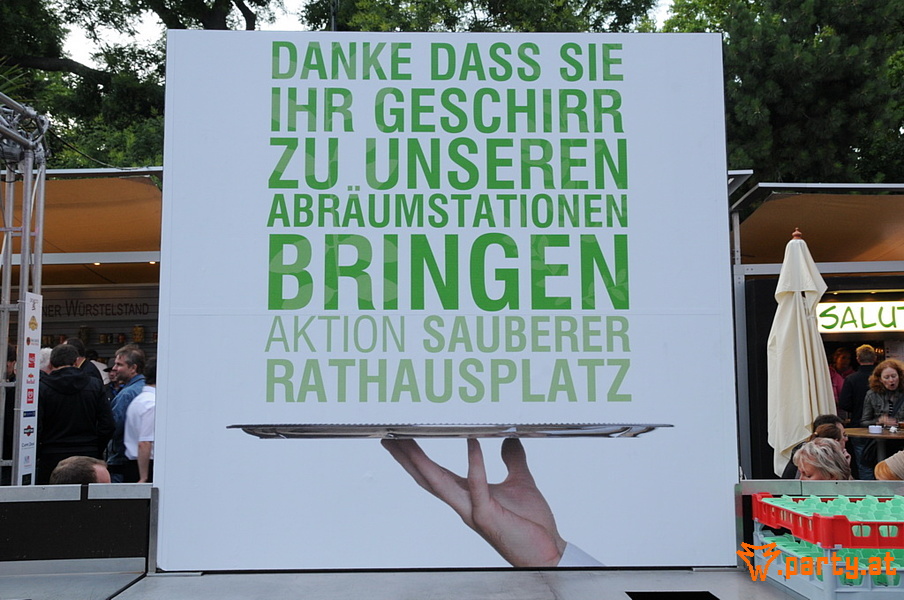 DANKE DASS SIE
IHR GESCHIRR
ZU UNSEREN
ABRÄUMSTATIONEN
BRINGEN
AKTION SAUBERER
RATHAUSPLATZ
WÜRSTELSTAND
SALUT
.party.at